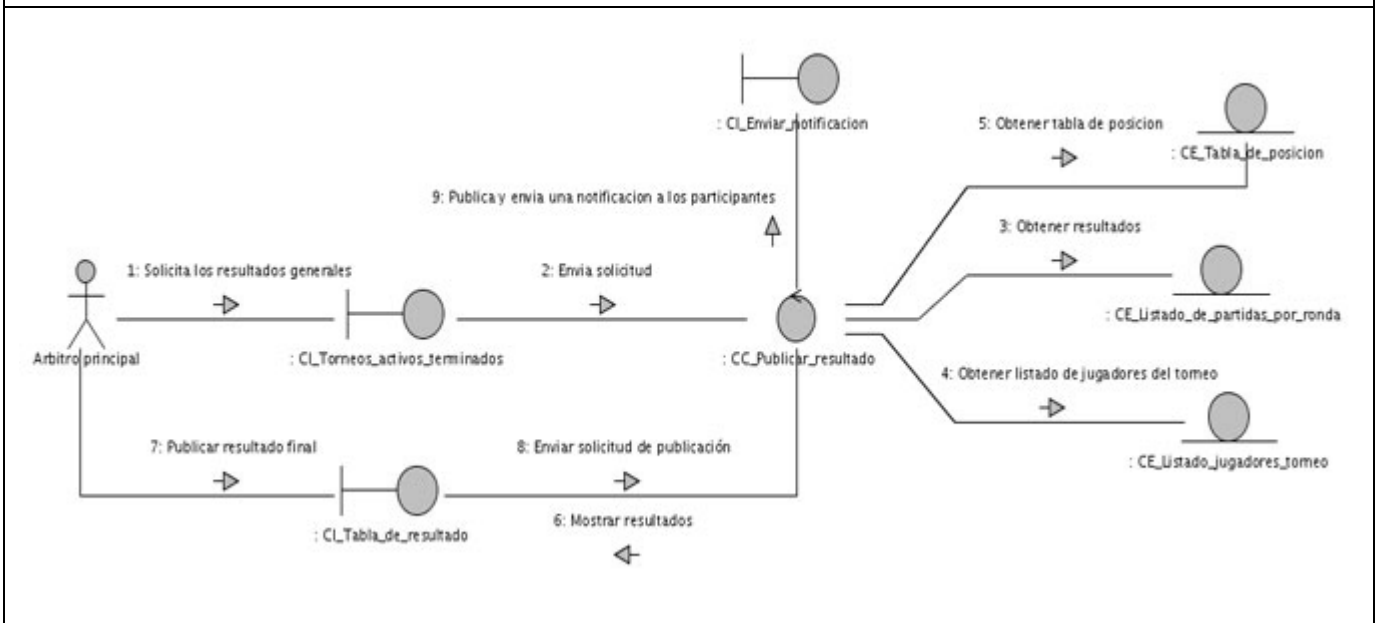 : CI_Enviar_notificacion
5: Obtener tabla de posicion
: CE_Tabla_de_posicion
9: Publica y envia una notificacion a los participantes
3: Obtener resultados
1: Solicita los resultados generales
2: Envia solicitud
: CE_Listado_de_partidas_por_ronda
Arbitro principal
: CI_Torneos_activos_terminados
: CC_Publicar_resultado
4: Obtener listado de jugadores del torneo
7: Publicar resultado final
8: Enviar solicitud de publicación
: CE_Listado_jugadores_torneo
6: Mostrar resultados
: CI_Tabla_de_resultado